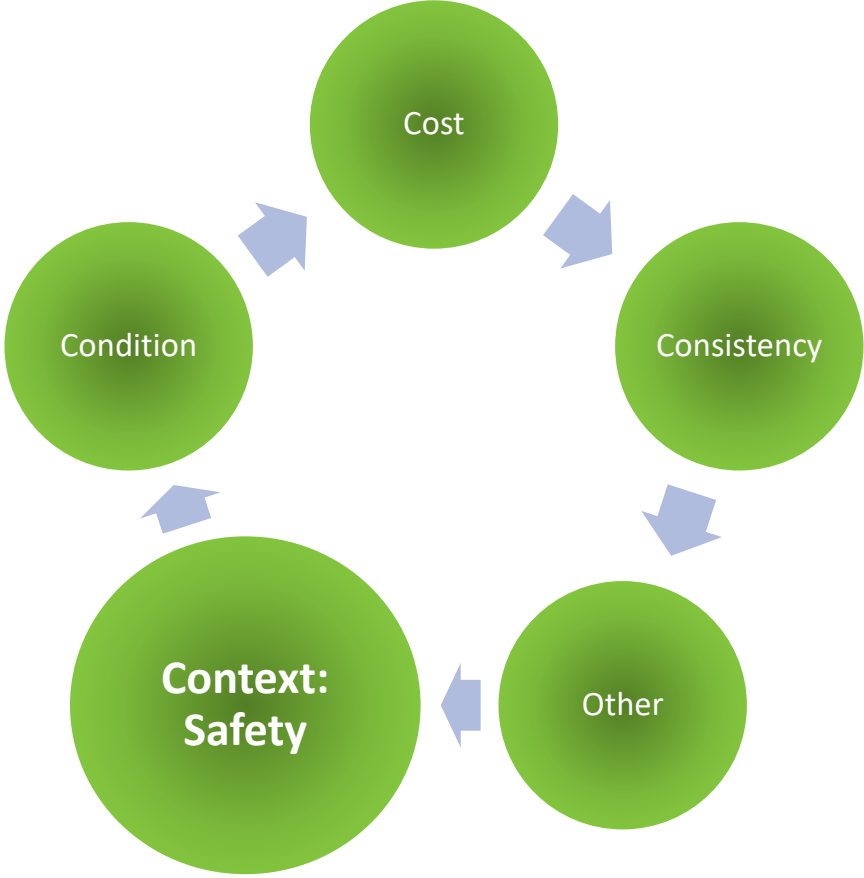 Cost
Consistency
Other
Context:
Safety
Condition